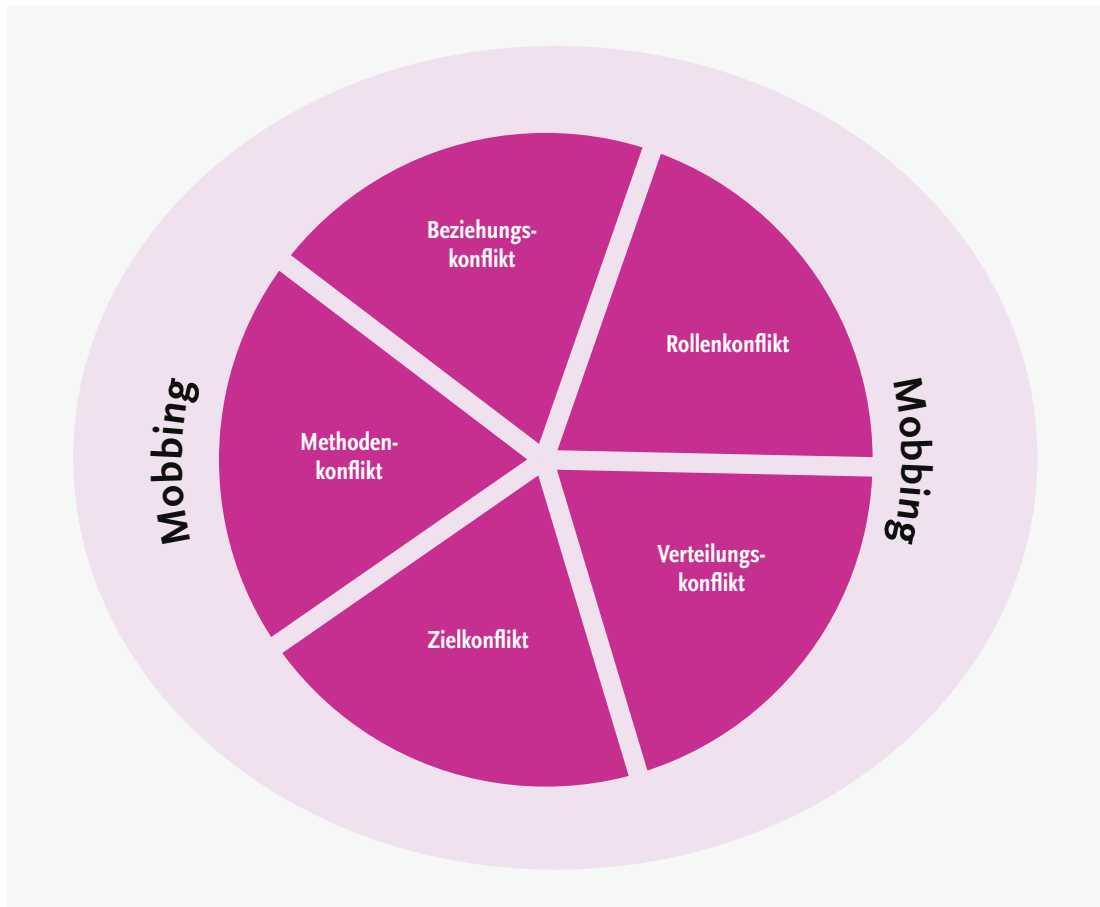 Beziehungs-
konflikt
Rollenkonflikt
Mobbing
Methoden-
konflikt
Mobbing
Verteilungs-
konflikt
Zielkonflikt